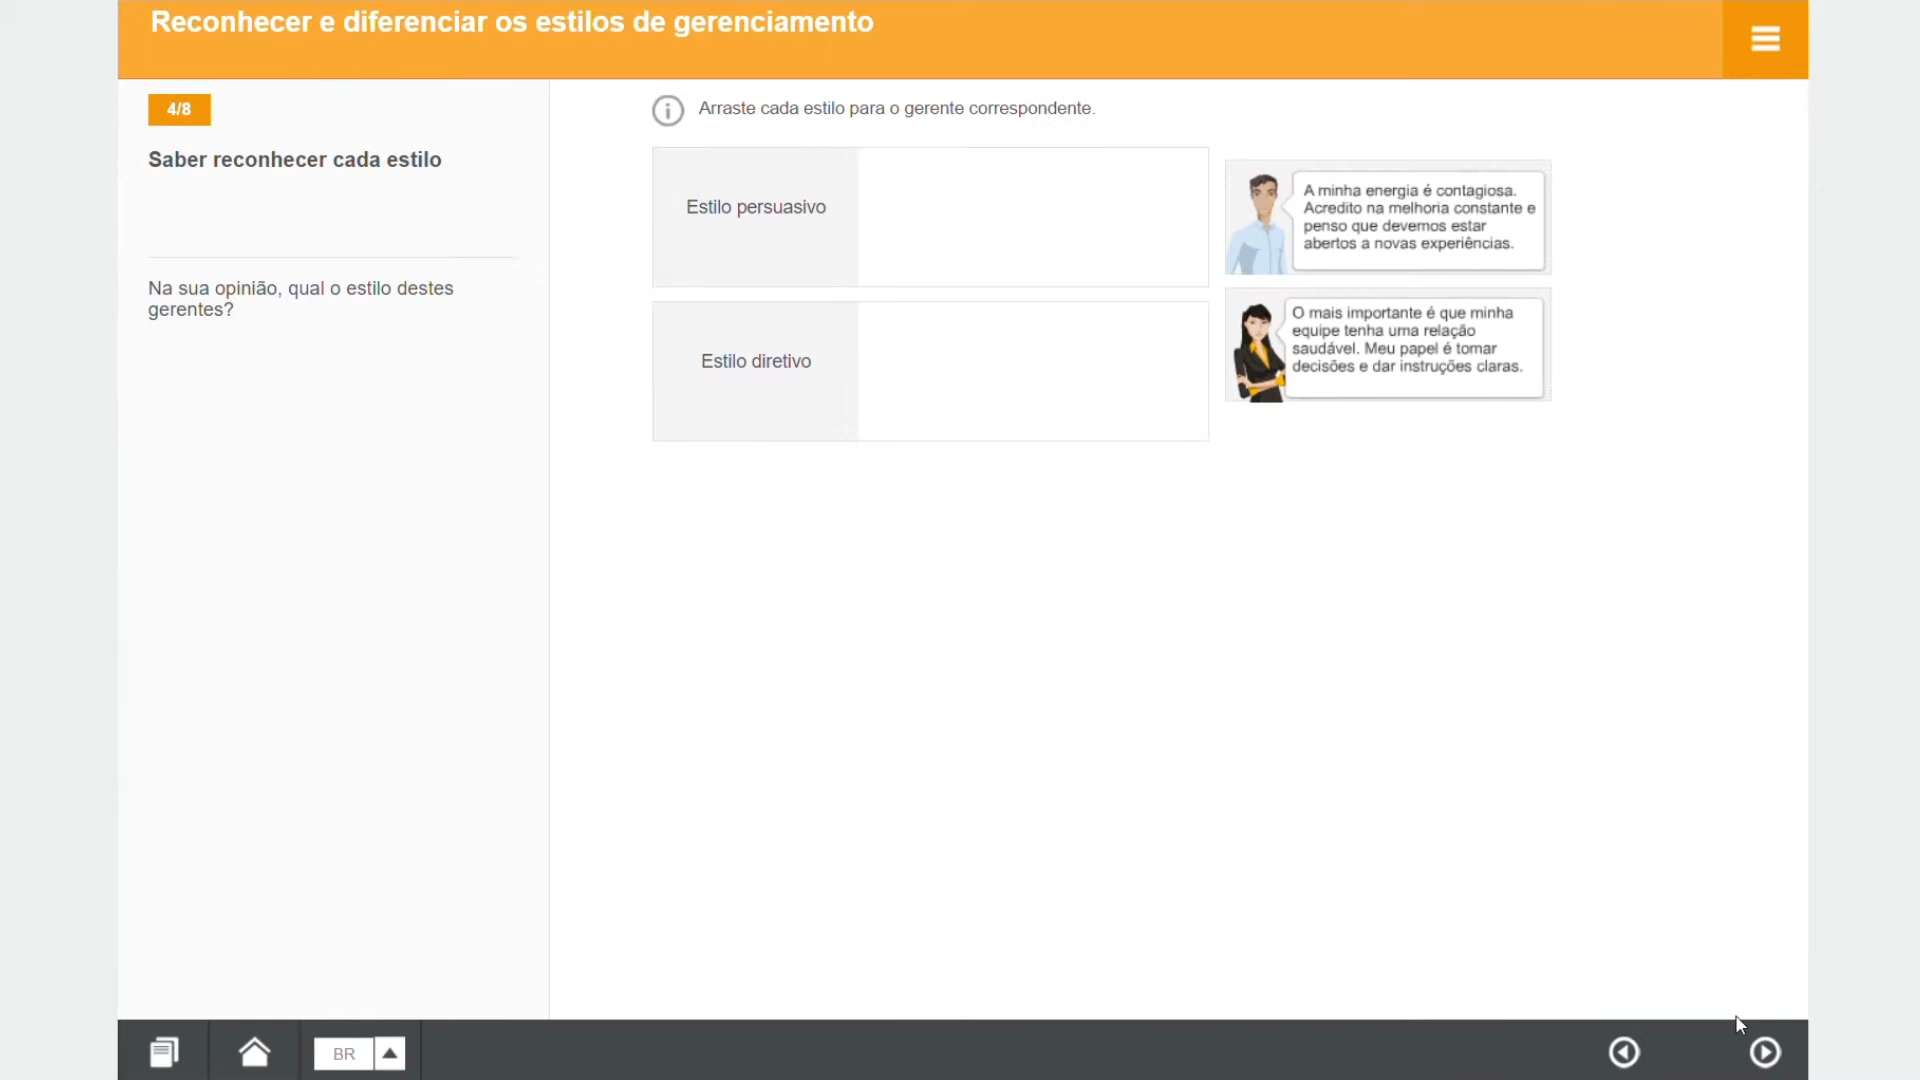 Reconhecer e diferenciar os estilos de gerenciamento
4/8
Saber reconhecer cada estilo
Na sua opinião, qual o estilo destes
gerentes?
Arraste cada estilo para o gerente correspondente.
Estilo persuasivo
Estilo diretivo
A minha energia é contagiosa.
Acredito na melhoria constante e
penso que devemos estar
abertos a novas experiências.
O mais importante é que minha
equipe tenha uma relação
saudável. Meu papel é tomar
decisões e dar instruções claras.
BR